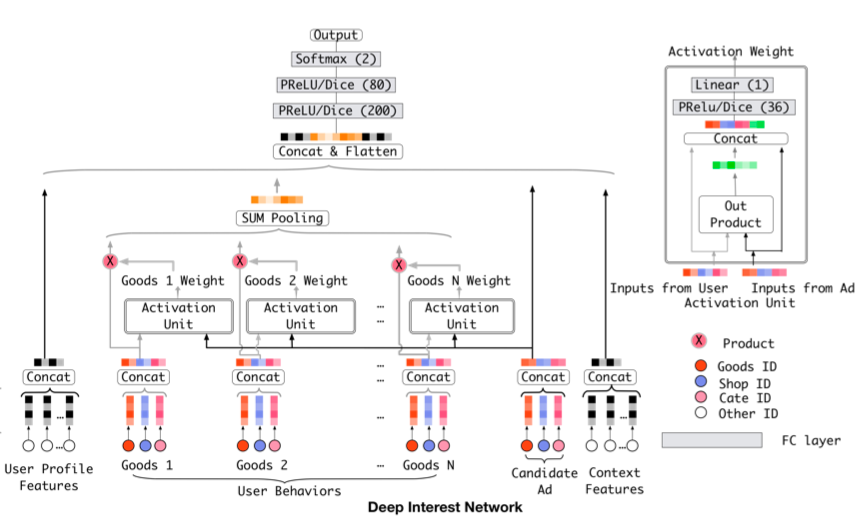 Output
Softmax (2)
PReLU/Dice (80)
PReLU/Dice (200)
Concat & Flatten
SUM Pooling
X
X
X
Goods 1 Weight
Goods 2 Weight
Goods N Weight
Activation
Unit
Activation
Unit
...
...
Activation
Unit
Concat
Concat
Concat
...
...
Concat
Concat
Concat
...
...
...
...
User Profile
Features
Goods 1
Goods 2
...
Goods N
User Behaviors
Candidate
Ad
Context
Features
Activation Weight
Linear (1)
PRelu/Dice (36)
Concat
Out
Product
Inputs from User
Inputs from Ad
Activation Unit
X
Product
Goods ID
Shop ID
Cate ID
Other ID
FC layer
Deep Interest Network